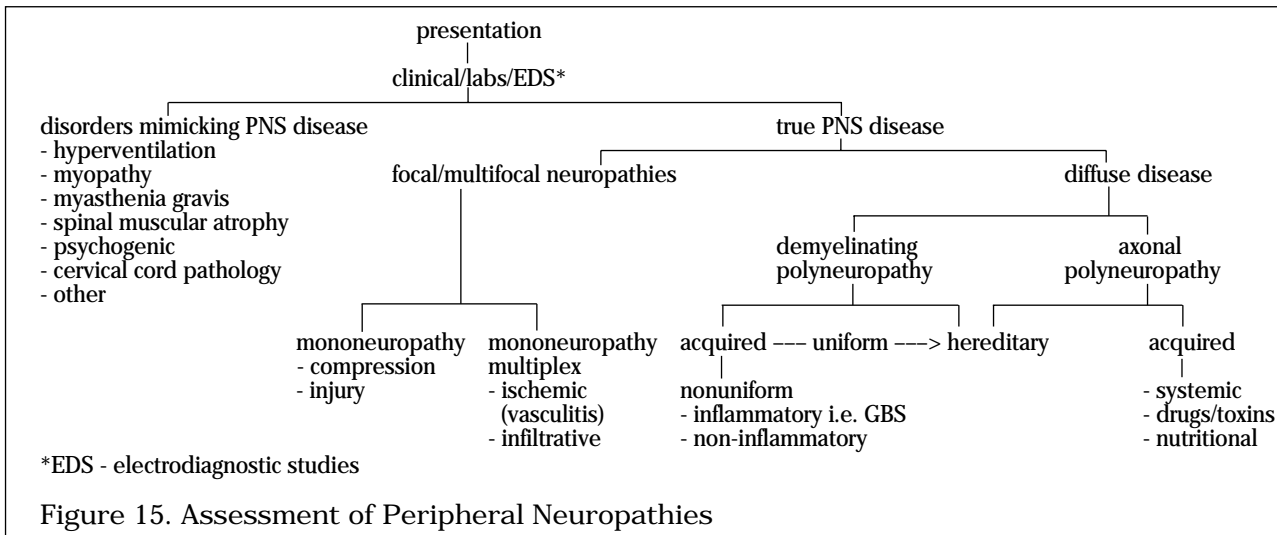 presentation
clinical/labs/EDS*
disorders mimicking PNS disease
- hyperventilation
- myopathy
- myasthenia gravis
- spinal muscular atrophy
- psychogenic
- cervical cord pathology
- other
true PNS disease
focal/multifocal neuropathies
diffuse disease
demyelinating
polyneuropathy
axonal
polyneuropathy
mononeuropathy
- compression
- injury
mononeuropathy
multiplex
- ischemic
(vasculitis)
- infiltrative
acquired --- uniform ---> hereditary
nonuniform
- inflammatory i.e. GBS
- non-inflammatory
acquired
- systemic
- drugs/toxins
- nutritional
*EDS - electrodiagnostic studies
Figure 15. Assessment of Peripheral Neuropathies